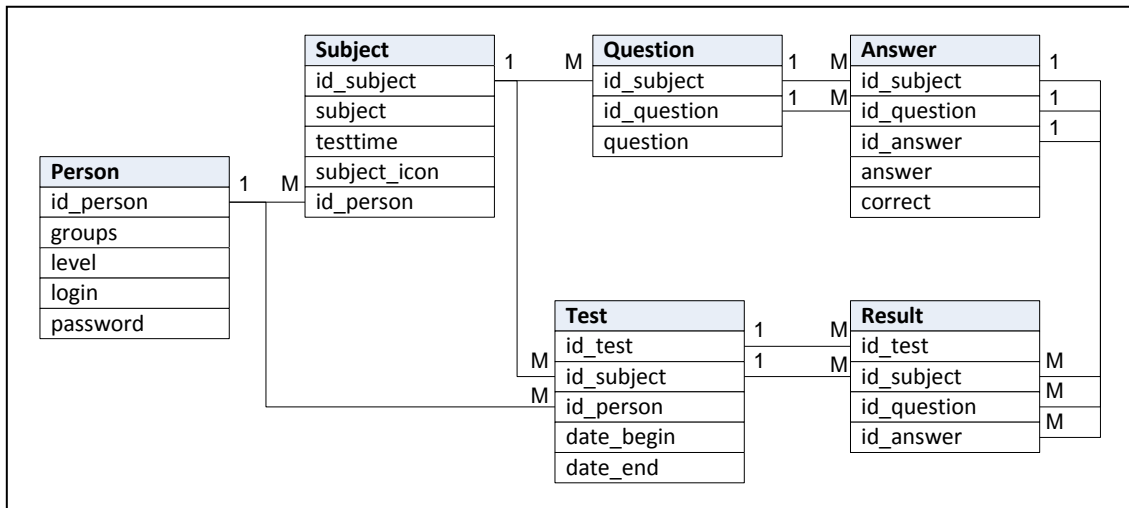 Person
id_person
groups
level
login
password
1
M
Subject
id_subject
subject
testtime
subject_icon
id_person
1
M
Question
id_subject
id_question
question
1
M
1
M
Answer
id_subject
id_question
id_answer
answer
correct
1
1
1
M
M
Test
id_test
id_subject
id_person
date_begin
date_end
1
M
1
M
Result
id_test
id_subject
id_question
id_answer
M
M
M